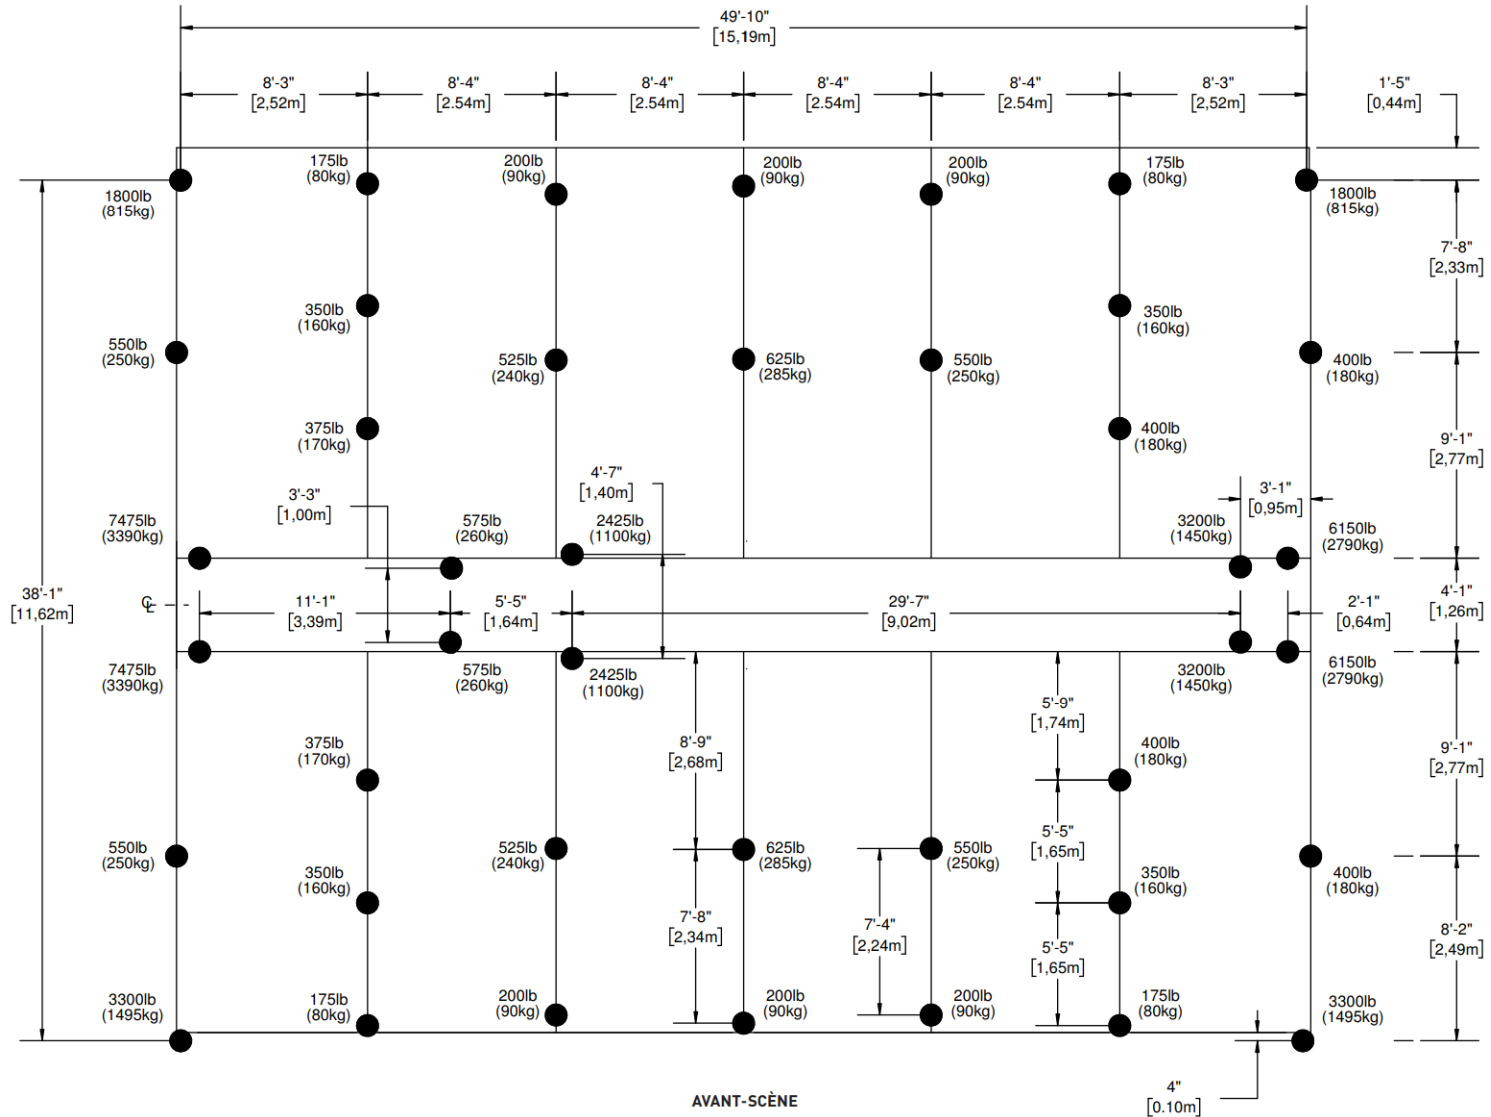 49'-10"
[15,19m]
8'-3"
[2,52m]
8'-4"
[2.54m]
8'-4"
[2.54m]
8'-4"
[2.54m]
8'-4"
[2.54m]
8'-3"
[2,52m]
1'-5"
[0,44m]
175lb
(80kg)
200lb
(90kg)
200lb
(90kg)
200lb
(90kg)
175lb
(80kg)
1800lb
(815kg)
1800lb
(815kg)
7'-8"
[2,33m]
350lb
(160kg)
350lb
(160kg)
550lb
(250kg)
525lb
(240kg)
625lb
(285kg)
550lb
(250kg)
400lb
(180kg)
375lb
(170kg)
400lb
(180kg)
9'-1"
[2,77m]
4'-7"
[1,40m]
3'-3"
[1,00m]
3'-1"
[0,95m]
7475lb
(3390kg)
575lb
(260kg)
2425lb
(1100kg)
3200lb
(1450kg)
6150lb
(2790kg)
38'-1"
[11,62m]
℄
11'-1"
[3,39m]
5'-5"
[1,64m]
29'-7"
[9,02m]
2'-1"
[0,64m]
4'-1"
[1,26m]
7475lb
(3390kg)
575lb
(260kg)
2425lb
(1100kg)
3200lb
(1450kg)
6150lb
(2790kg)
5'-9"
[1,74m]
375lb
(170kg)
8'-9"
[2,68m]
400lb
(180kg)
9'-1"
[2,77m]
550lb
(250kg)
525lb
(240kg)
625lb
(285kg)
550lb
(250kg)
5'-5"
[1,65m]
350lb
(160kg)
350lb
(160kg)
400lb
(180kg)
7'-8"
[2,34m]
7'-4"
[2,24m]
5'-5"
[1,65m]
8'-2"
[2,49m]
3300lb
(1495kg)
175lb
(80kg)
200lb
(90kg)
200lb
(90kg)
200lb
(90kg)
175lb
(80kg)
3300lb
(1495kg)
4"
[0.10m]
AVANT-SCÈNE